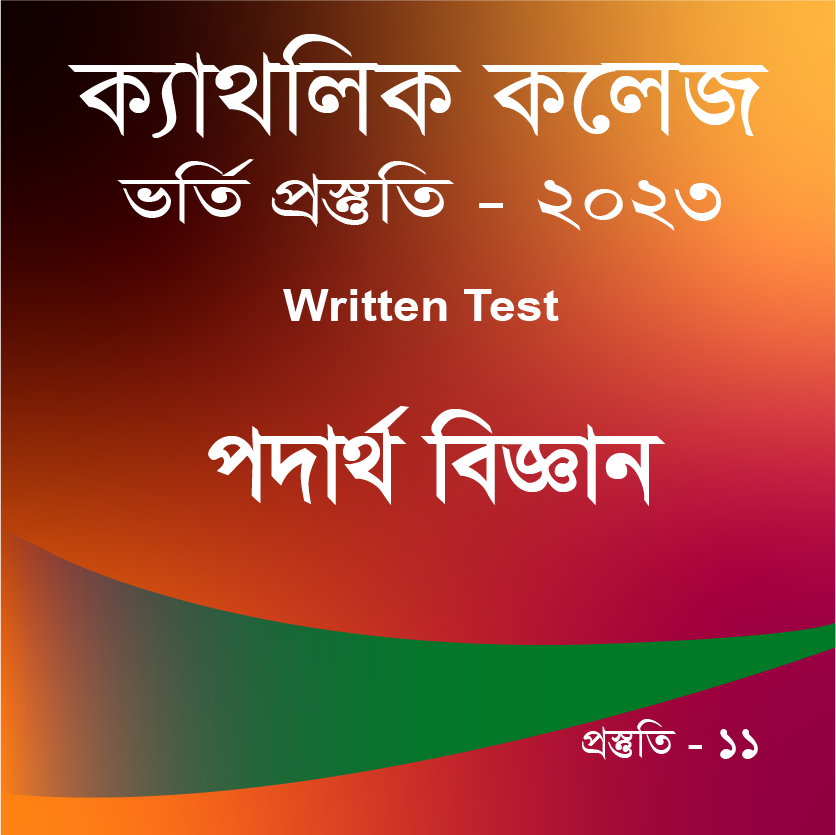 ক্যাথলিক কলেজ
ভর্তি প্রস্তুতি - ২০২৩
Written Test
পদার্থ বিজ্ঞান
প্রস্তুতি - ১১